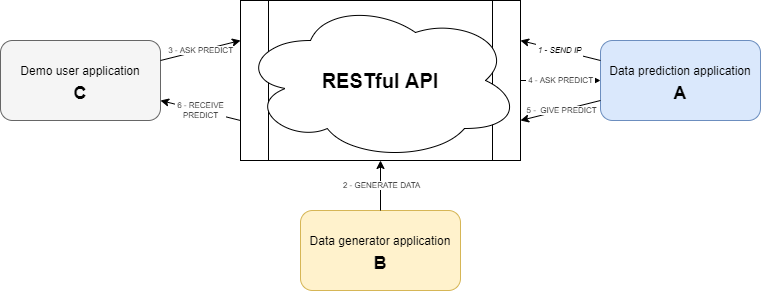 3 - ASK PREDICT
1 - SEND IP
Demo user application
C
RESTful API
Data prediction application
A
4 - ASK PREDICT
6 - RECEIVE
PREDICT
5 - GIVE PREDICT
2 - GENERATE DATA
Data generator application
B